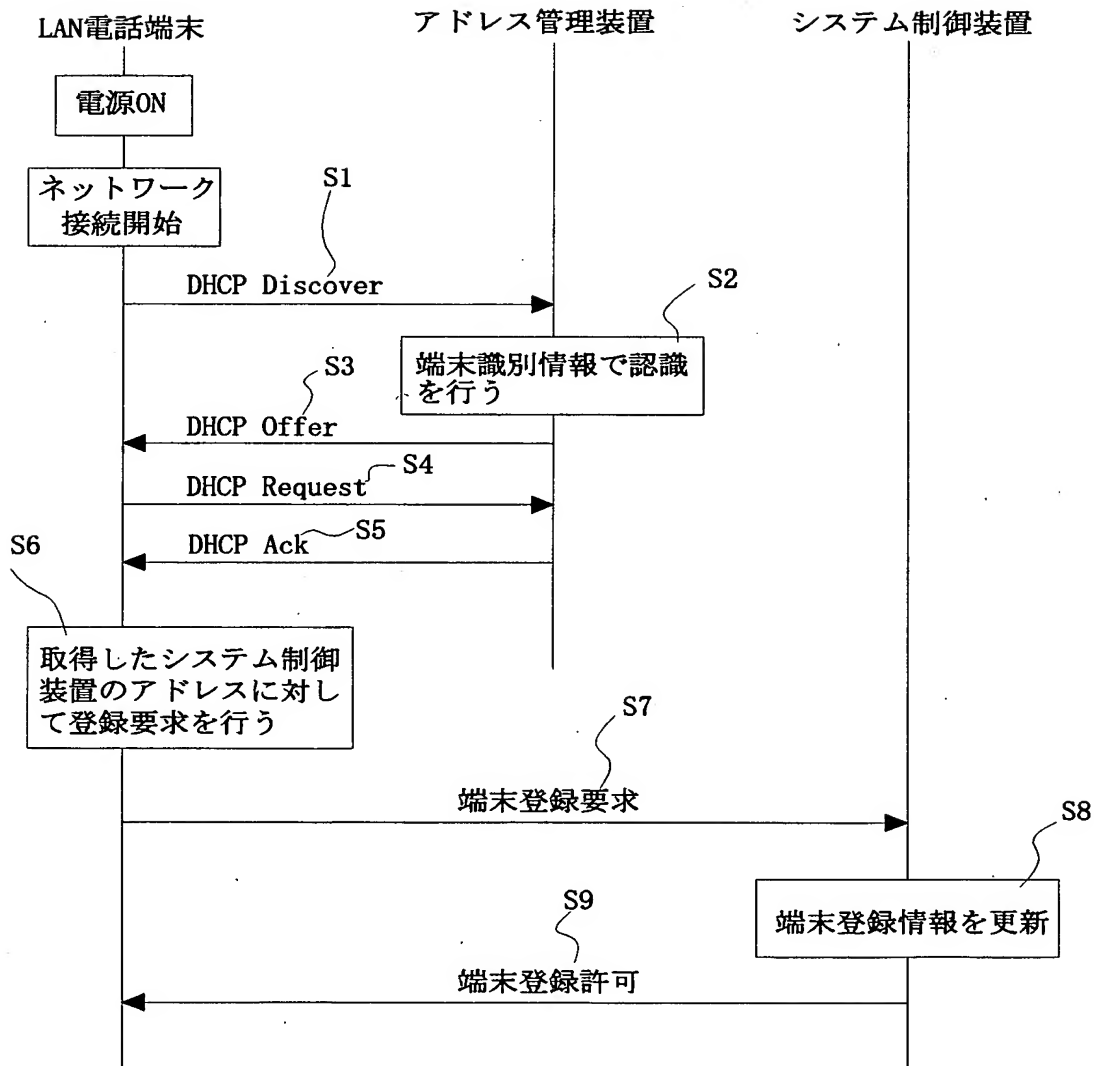 LAN電話端末
アドレス管理装置
システム制御装置
電源ON
ネットワーク
接続開始
S1
DHCP Discover
S2
端末識別情報で認識
を行う
S3
DHCP Offer
S4
DHCP Request
S5
DHCP Ack
S6
取得したシステム制御
装置のアドレスに対し
て登録要求を行う
S7
端末登録要求
S8
端末登録情報を更新
S9
端末登録許可